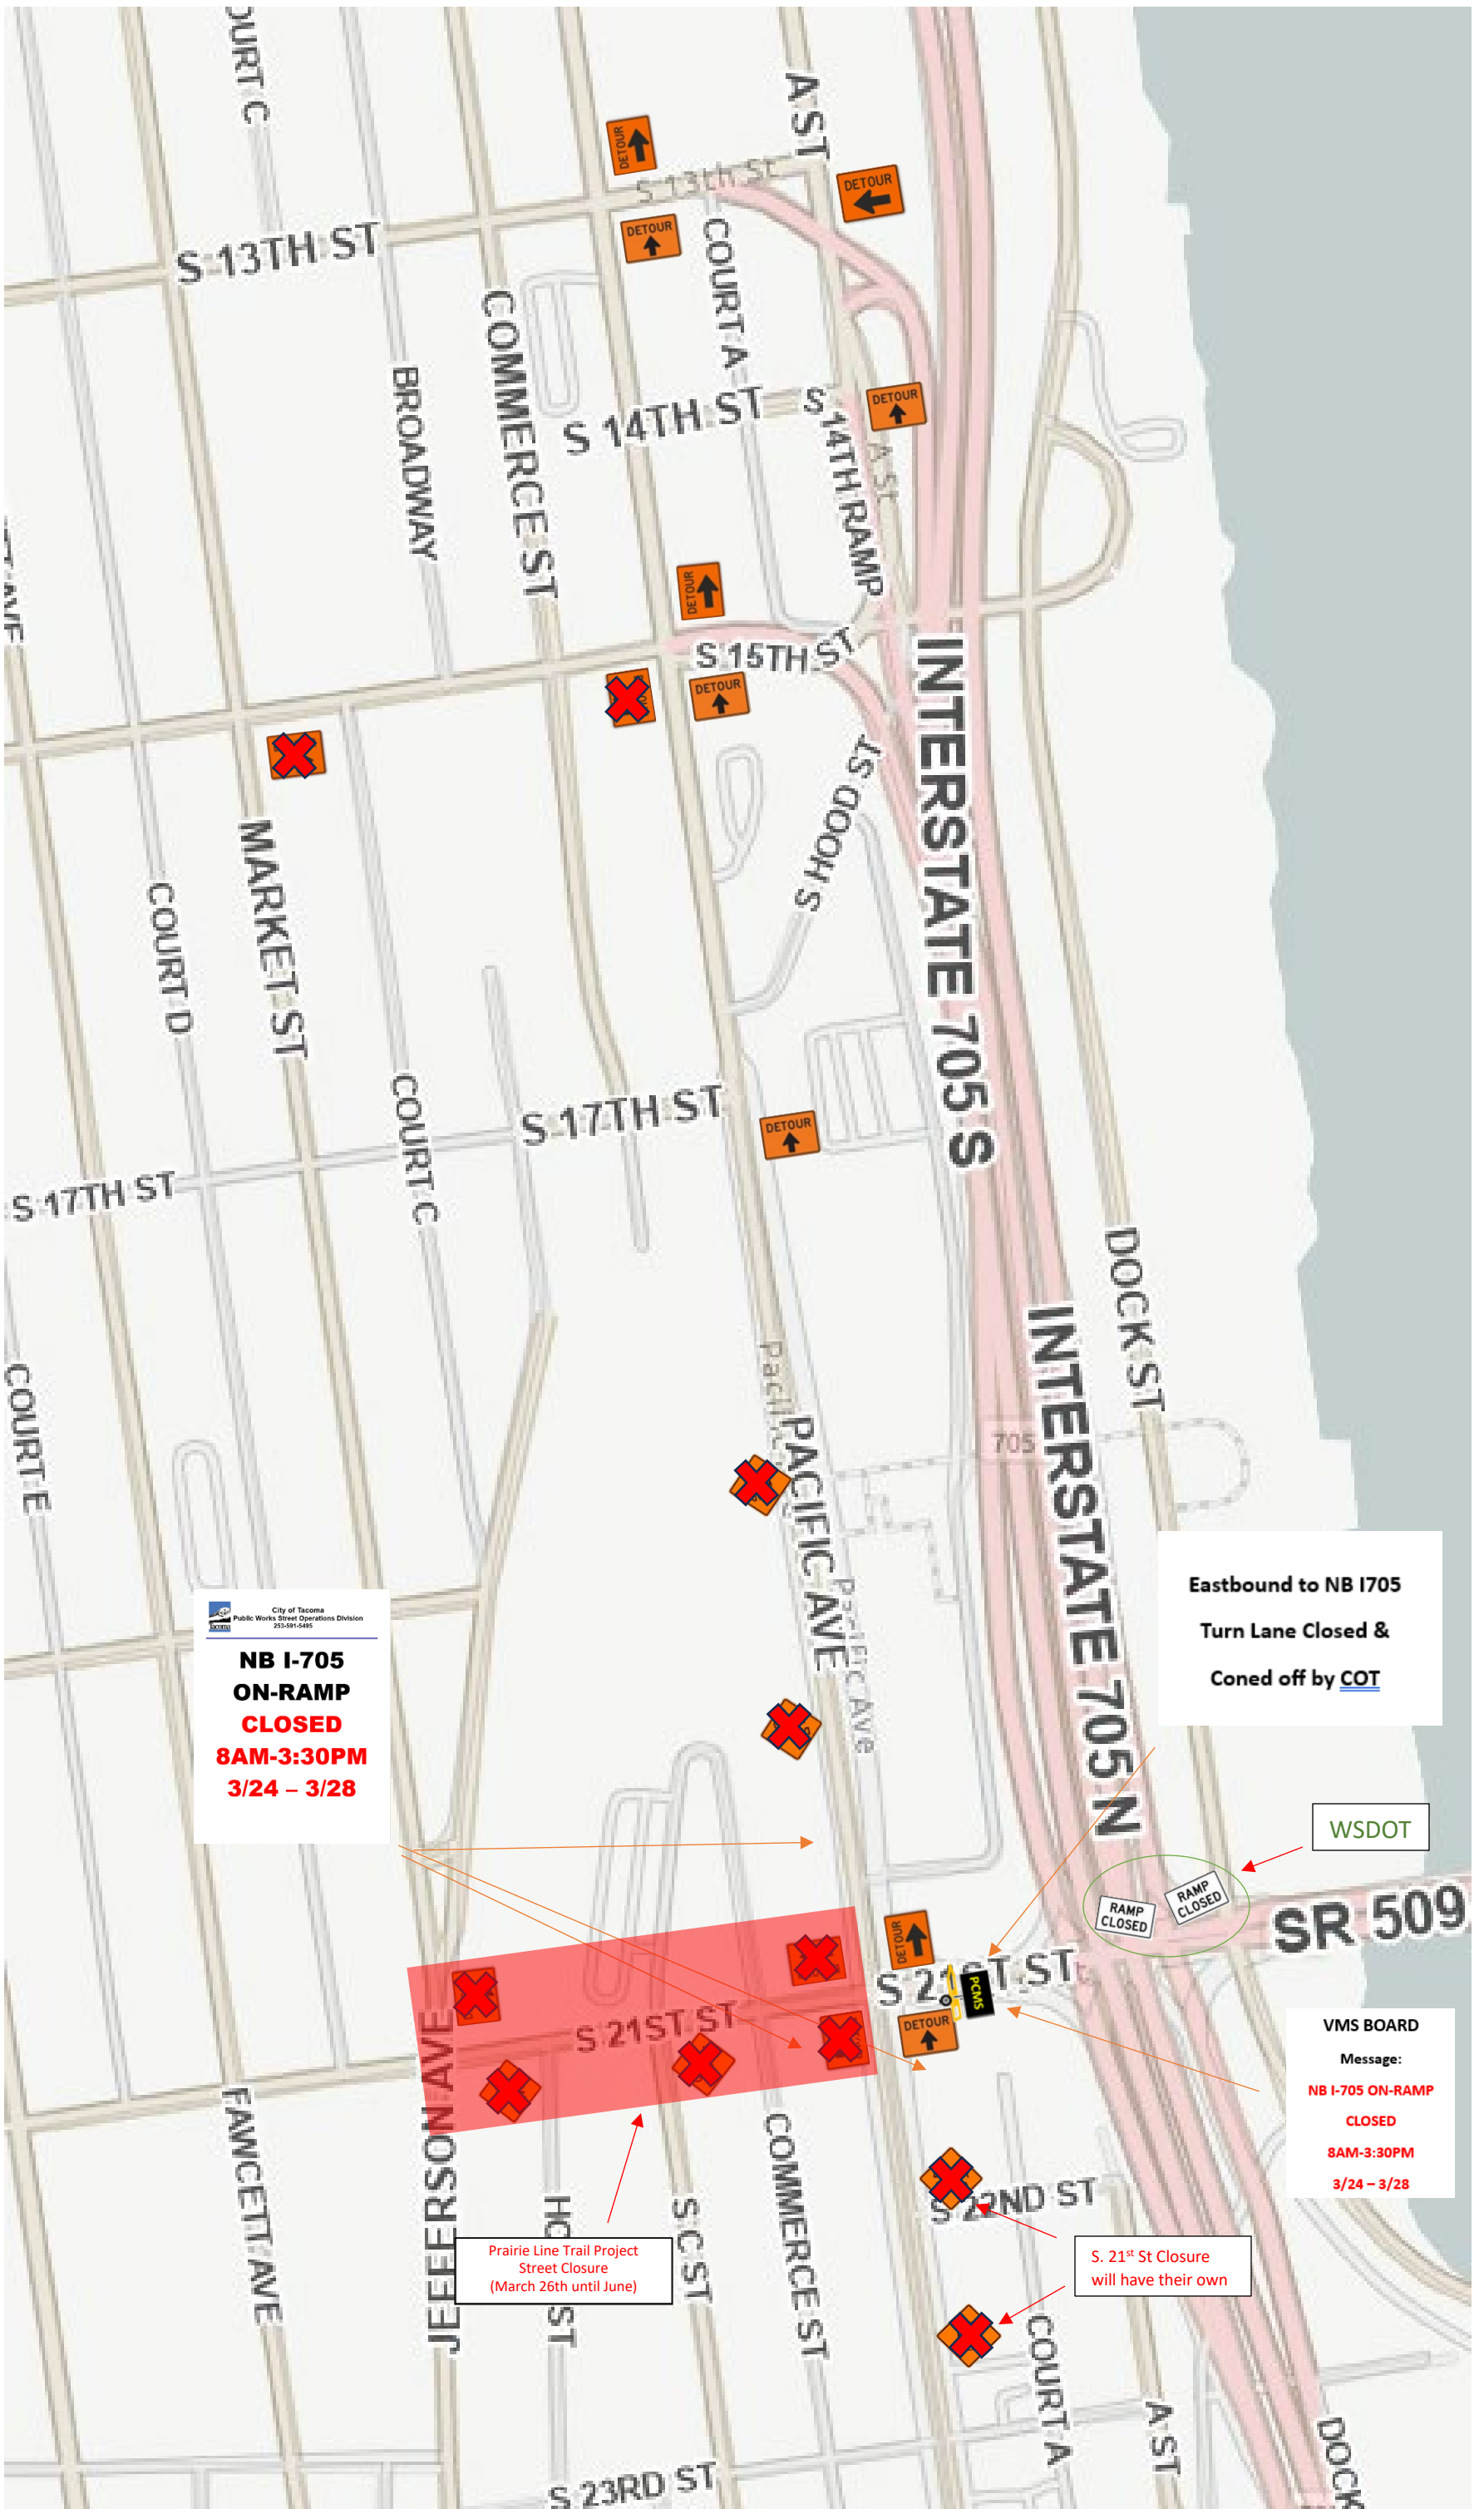 OURT C
A ST
DETOUR
S 13th St
DETOUR
S 13TH ST
DETOUR
COURT A
COMMERCE ST
BROADWAY
S 14TH ST
S 14TH RAMP
DETOUR
A St
DETOUR
S 15TH ST
DETOUR
INTERSTATE 705 S
S HOOD ST
MARKET ST
COURT D
COURT C
S 17TH ST
DETOUR
S 17TH ST
DOCK ST
INTERSTATE 705 N
COURT E
705
PACIFIC AVE
Pacific Ave
Eastbound to NB I705
Turn Lane Closed &
Coned off by COT
City of Tacoma
Public Works Street Operations Division
253-591-5495
NB I-705
ON-RAMP
CLOSED
8AM-3:30PM
3/24 – 3/28
WSDOT
RAMP
CLOSED
RAMP
CLOSED
SR 509
DETOUR
S 21ST ST
PCMS
DETOUR
S 21ST ST
VMS BOARD
Message:
NB I-705 ON-RAMP
CLOSED
8AM-3:30PM
3/24 – 3/28
FAWCETT AVE
JEFFERSON AVE
S C ST
COMMERCE ST
S 22ND ST
Prairie Line Trail Project
Street Closure
(March 26th until June)
S. 21st St Closure
will have their own
COURT A
A ST
DOCK
S 23RD ST